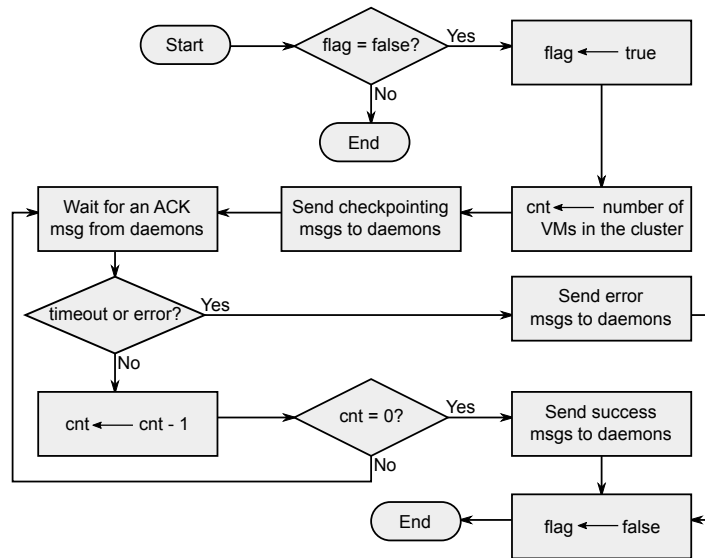 Start
flag = false?
Yes
flag ← true
No
End
Wait for an ACK
msg from daemons
Send checkpointing
msgs to daemons
cnt ← number of
VMs in the cluster
timeout or error?
Yes
Send error
msgs to daemons
No
cnt ← cnt - 1
cnt = 0?
Yes
Send success
msgs to daemons
No
End
flag ← false